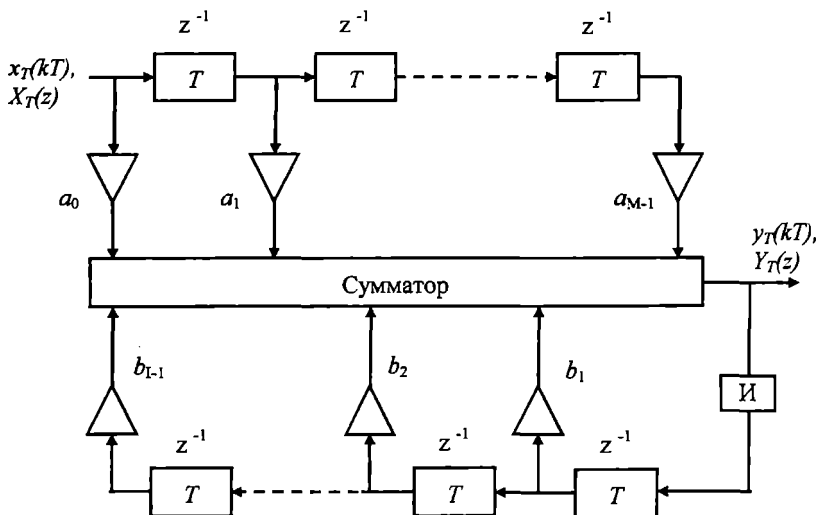 z⁻¹ z⁻¹ z⁻¹
x_T(kT), T T T
X_T(z)
a₀ a₁ a_{M-1}
y_T(kT),
Y_T(z)
Сумматор
b_{I-1} b₂ b₁ И
z⁻¹ z⁻¹ z⁻¹
T T T